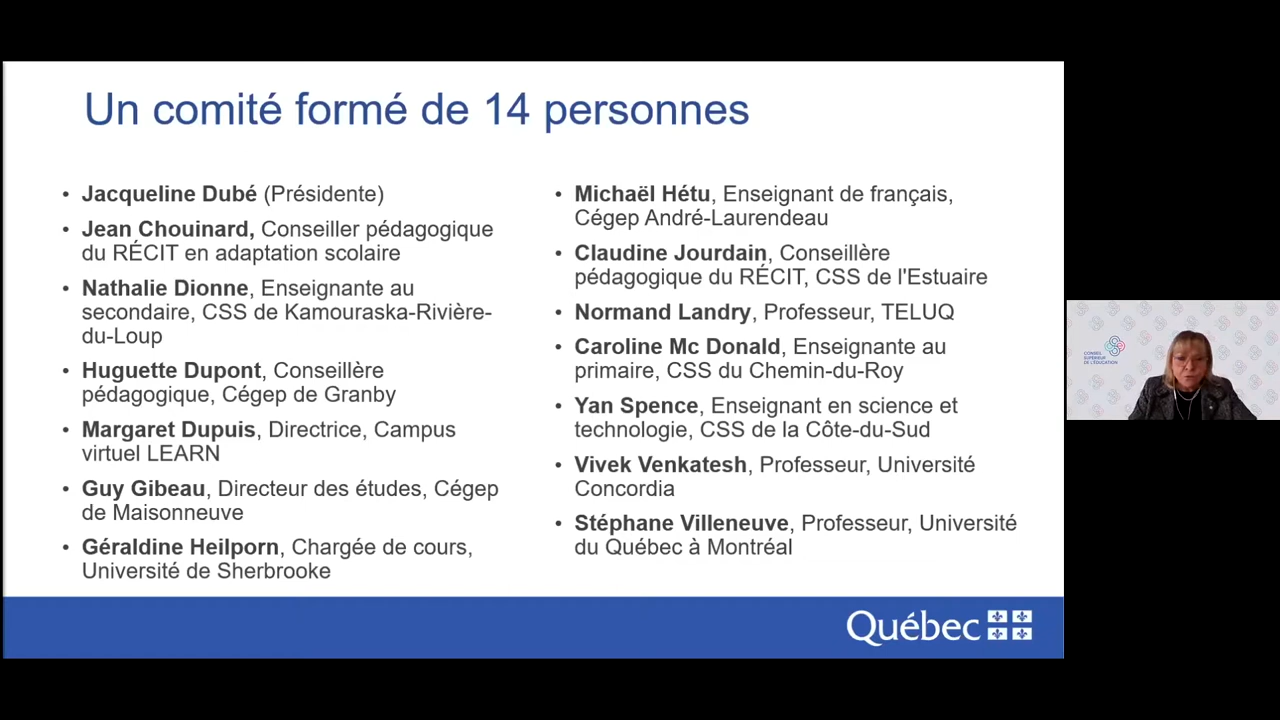 Un comité formé de 14 personnes
• Jacqueline Dubé (Présidente)
• Jean Chouinard, Conseiller pédagogique
du RÉCIT en adaptation scolaire
• Nathalie Dionne, Enseignante au
secondaire, CSS de Kamouraska-Rivière-
du-Loup
• Huguette Dupont, Conseillère
pédagogique, Cégep de Granby
• Margaret Dupuis, Directrice, Campus
virtuel LEARN
• Guy Gibeau, Directeur des études, Cégep
de Maisonneuve
• Géraldine Heilporn, Chargée de cours,
Université de Sherbrooke
• Michaël Hétu, Enseignant de français,
Cégep André-Laurendeau
• Claudine Jourdain, Conseillère
pédagogique du RÉCIT, CSS de l'Estuaire
• Normand Landry, Professeur, TELUQ
• Caroline Mc Donald, Enseignante au
primaire, CSS du Chemin-du-Roy
• Yan Spence, Enseignant en science et
technologie, CSS de la Côte-du-Sud
• Vivek Venkatesh, Professeur, Université
Concordia
• Stéphane Villeneuve, Professeur, Université
du Québec à Montréal
Québec
CONSEIL
SUPÉRIEUR
DE L'ÉDUCATION